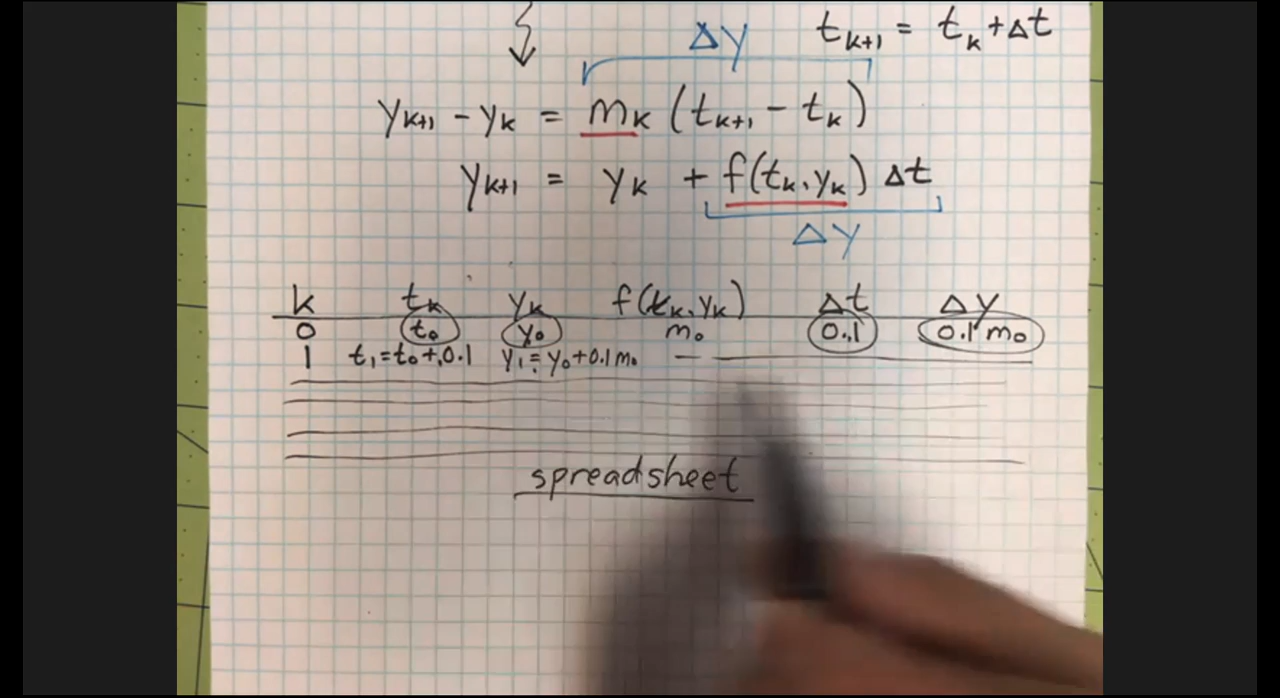 Δy t_{k+1} = t_k + Δt
y_{k+1} - y_k = m_k (t_{k+1} - t_k)
y_{k+1} = y_k + f(t_k, y_k) Δt
Δy
k t_k y_k f(t_k, y_k) Δt Δy
0 t_0 y_0 m_0 0.1 0.1 m_0
1 t_1 = t_0 + 0.1 y_1 = y_0 + 0.1 m_0
spreadsheet